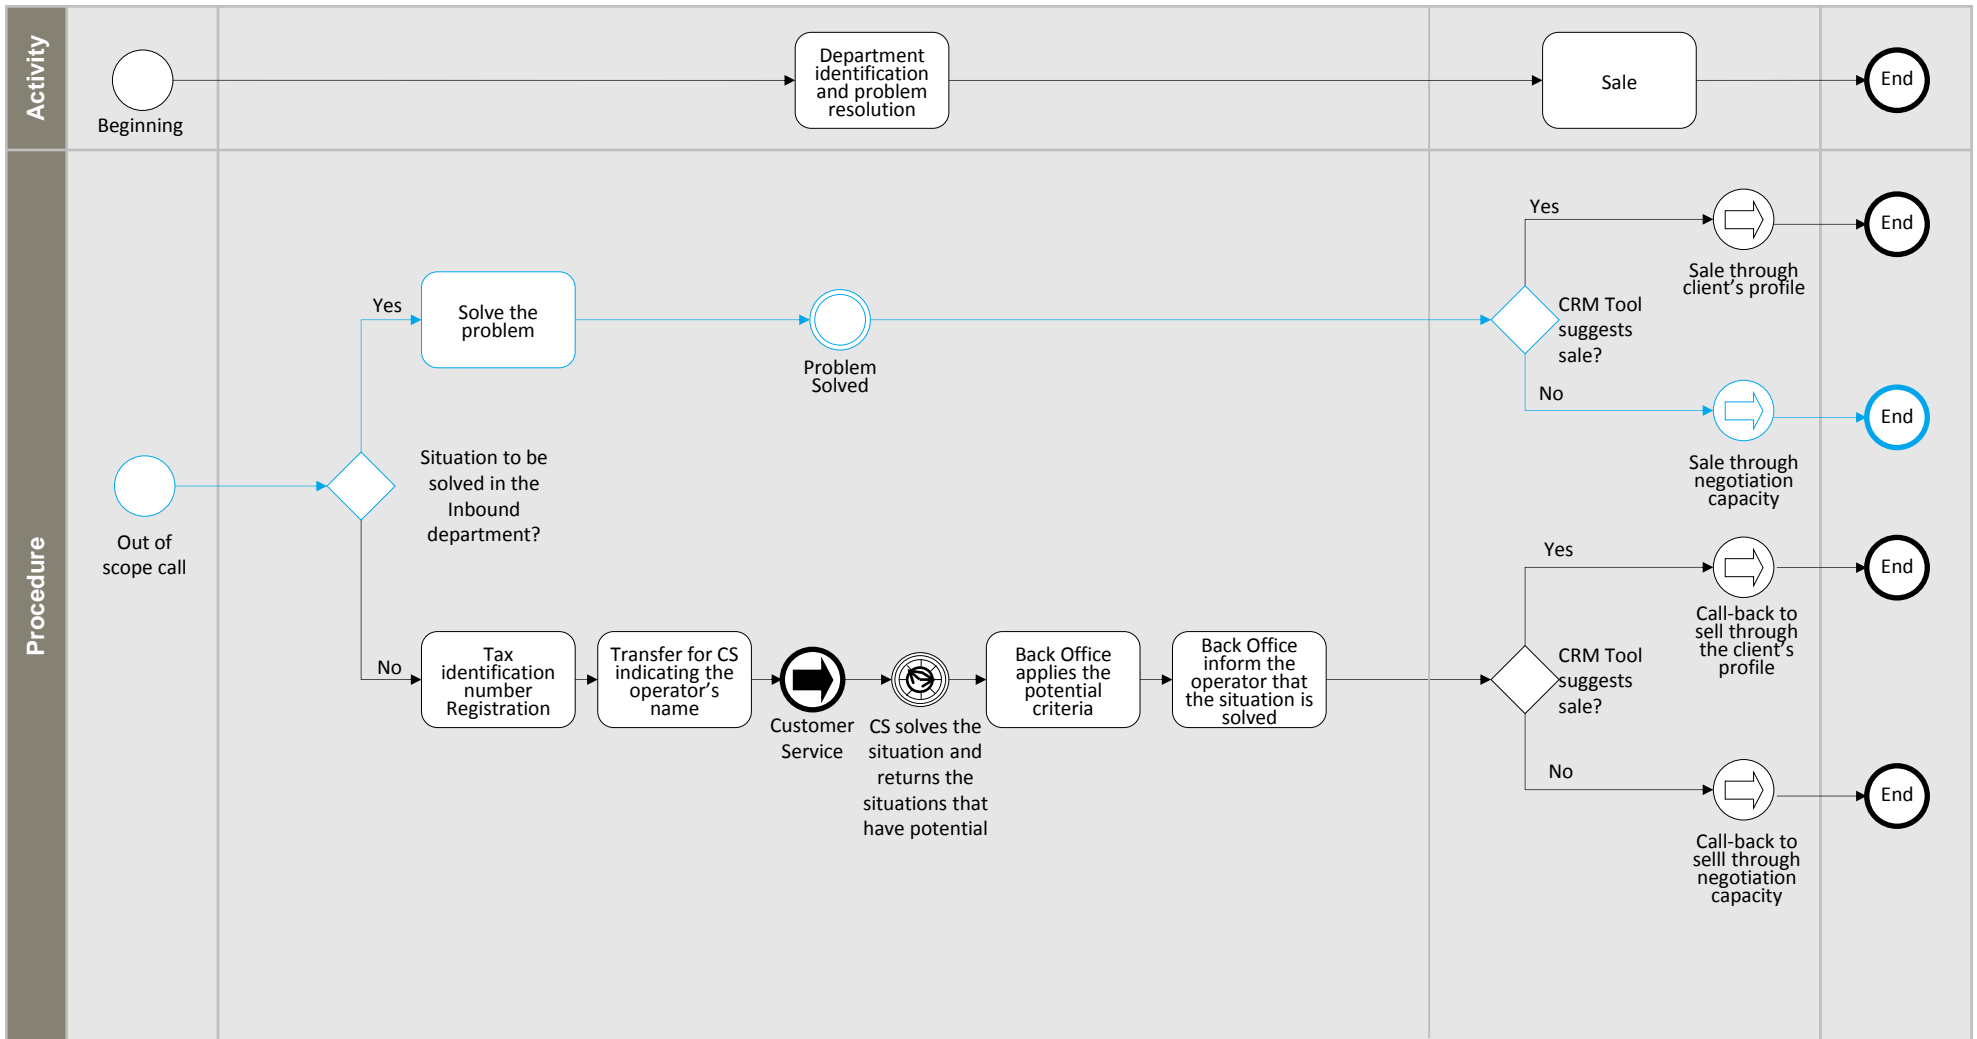 Activity
Beginning
Department
identification
and problem
resolution
Sale
End
Procedure
Out of
scope call
Situation to be
solved in the
Inbound
department?
Yes
Solve the
problem
Problem
Solved
CRM Tool
suggests
sale?
Yes
Sale through
client's profile
End
No
Sale through
negotiation
capacity
End
No
Tax
identification
number
Registration
Transfer for CS
indicating the
operator's
name
Customer
Service
CS solves the
situation and
returns the
situations that
have potential
Back Office
applies the
potential
criteria
Back Office
inform the
operator that
the situation is
solved
CRM Tool
suggests
sale?
Yes
Call-back to
sell through
the client's
profile
End
No
Call-back to
selll through
negotiation
capacity
End